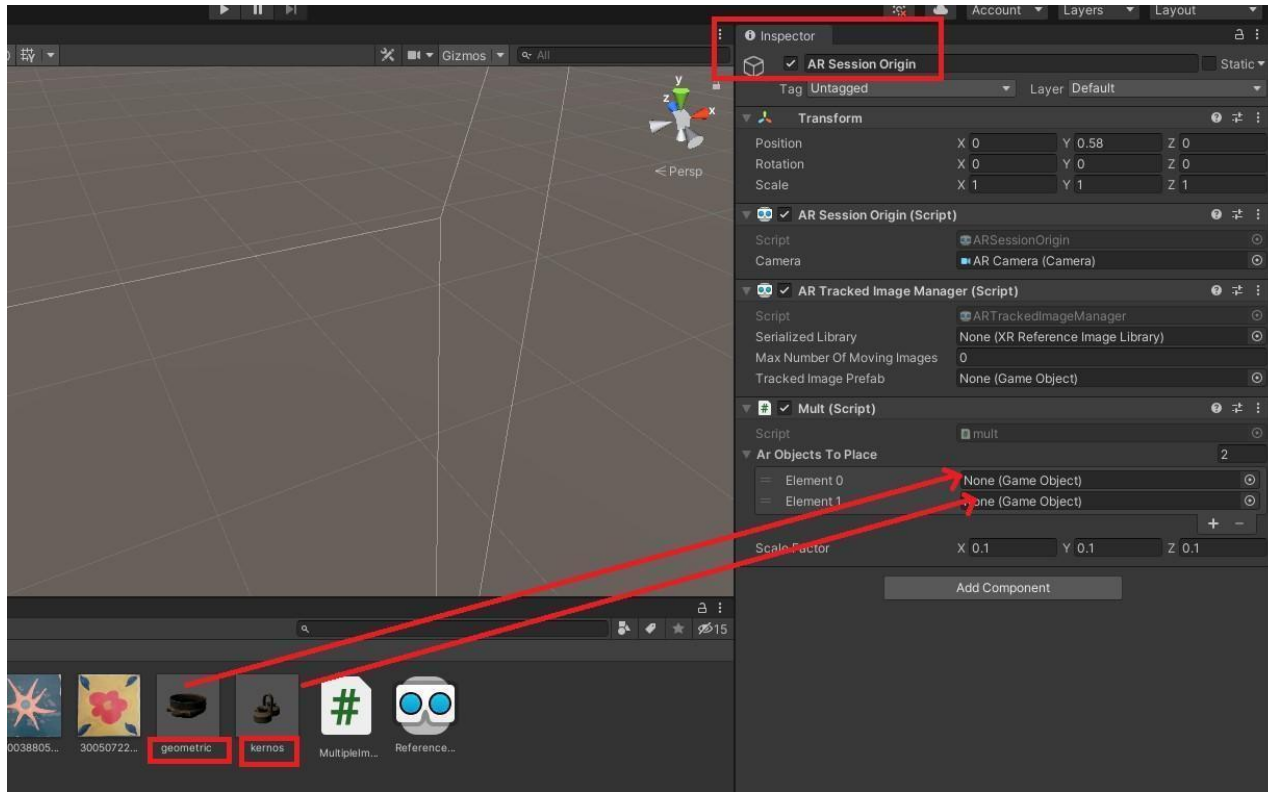 Account Layers Layout
Gizmos All
Inspector
AR Session Origin Static
Tag Untagged Layer Default
Transform
Position X 0 Y 0.58 Z 0
Rotation X 0 Y 0 Z 0
Scale X 1 Y 1 Z 1
AR Session Origin (Script)
Script ARSessionOrigin
Camera AR Camera (Camera)
AR Tracked Image Manager (Script)
Script ARTrackedImageManager
Serialized Library None (XR Reference Image Library)
Max Number Of Moving Images 0
Tracked Image Prefab None (Game Object)
# Mult (Script)
Script mult
Ar Objects To Place 2
Element 0 None (Game Object)
Element 1 None (Game Object)
+ -
Scale Factor X 0.1 Y 0.1 Z 0.1
Add Component
y
z
x
< Persp
15
#
0038805... 30050722... geometric kernos MultipleIm... Reference...